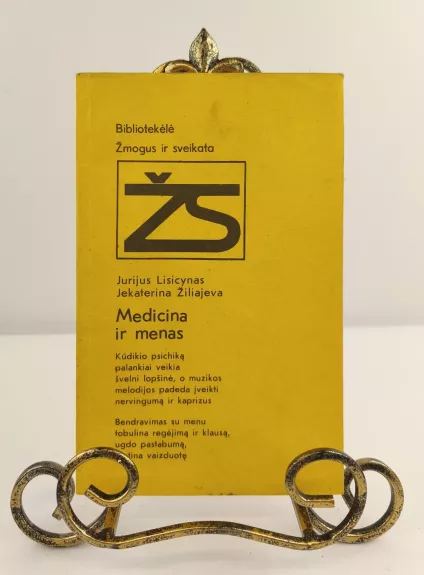 Bibliotekėlė
Žmogus ir sveikata
ŽS
Jurijus Lisicynas
Jekaterina Žiliajeva
Medicina
ir menas
Kūdikio psichiką
palankiai veikia
švelni lopšinė, o muzikos
melodijos padeda įveikti
nervingumą ir kaprizus
Bendravimas su menu
tobulina regėjimą ir klausą,
ugdo pastabumą,
vaizduotę